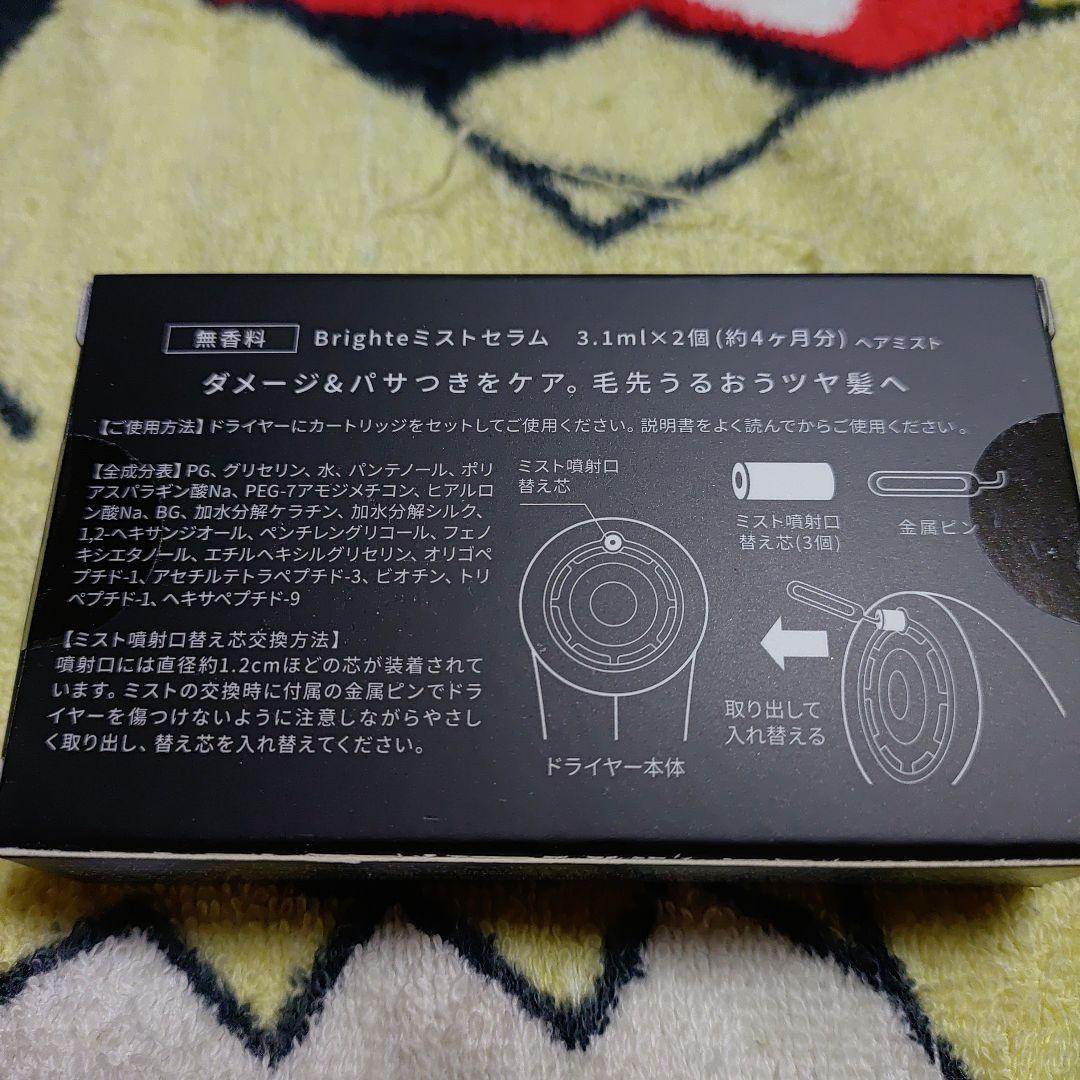 無香料 Brighteミストセラム 3.1ml×2個(約4ヶ月分) ヘアミスト
ダメージ&パサつきをケア。毛先うるおうツヤ髪へ
【ご使用方法】ドライヤーにカートリッジをセットしてご使用ください。説明書をよく読んでからご使用ください。
【全成分表】PG、グリセリン、水、パンテノール、ポリ
アスパラギン酸Na、PEG-7アモジメチコン、ヒアルロ
ン酸Na、BG、加水分解ケラチン、加水分解シルク、
1,2-ヘキサンジオール、ペンチレングリコール、フェノ
キシエタノール、エチルヘキシルグリセリン、オリゴペ
プチド-1、アセチルテトラペプチド-3、ビオチン、トリ
ペプチド-1、ヘキサペプチド-9
【ミスト噴射口替え芯交換方法】
噴射口には直径約1.2cmほどの芯が装着されて
います。ミストの交換時に付属の金属ピンでドラ
イヤーを傷つけないように注意しながらやさし
く取り出し、替え芯を入れ替えてください。
ミスト噴射口
替え芯
ドライヤー本体
ミスト噴射口
替え芯(3個)
金属ピン
取り出して
入れ替える